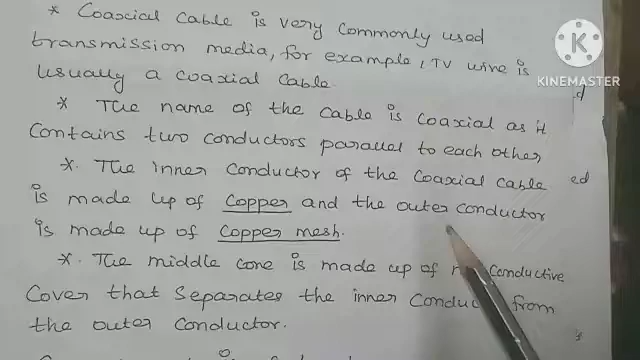 * Coaxial cable is very commonly used
transmission media, for example, TV wire is
usually a coaxial cable
* The name of the cable is coaxial as it
contains two conductors parallel to each other
* The inner conductor of the coaxial cable
is made up of copper and the outer conductor
is made up of copper mesh.
* The middle core is made up of conductive
cover that separates the inner conduc from
the outer conductor.
KINEMASTER
ed